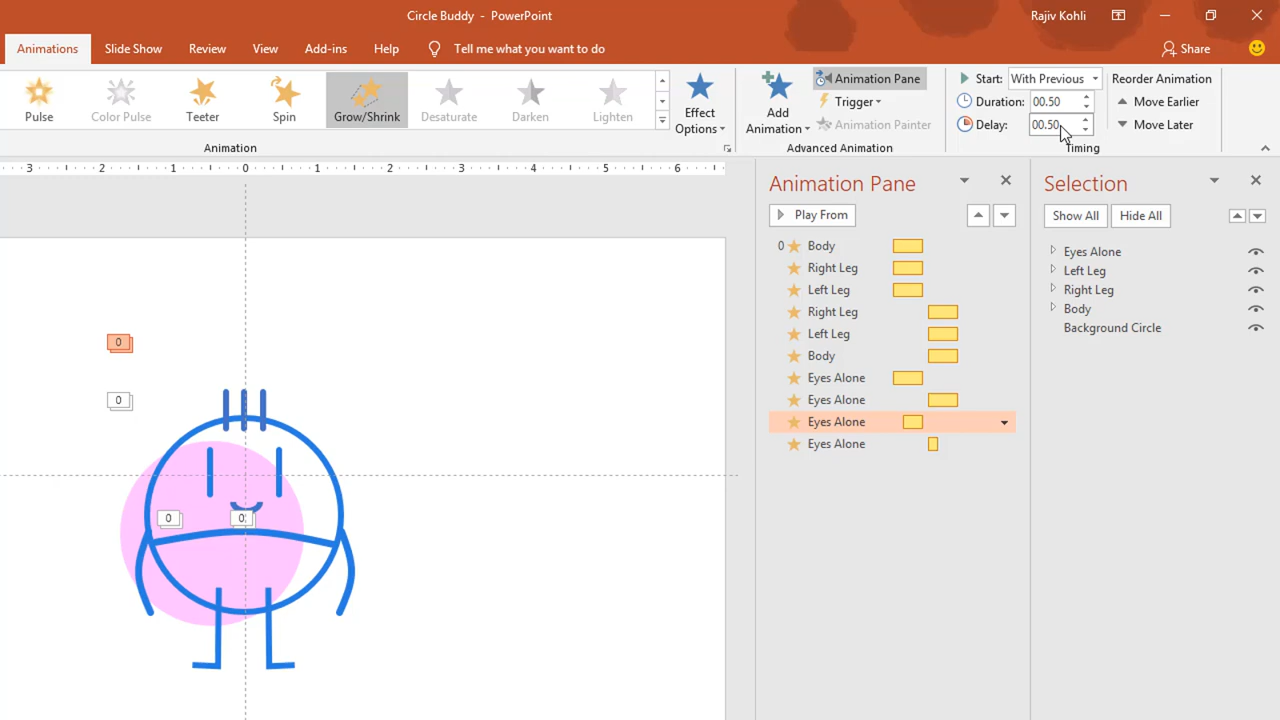 Circle Buddy - PowerPoint
Rajiv Kohli
Animations Slide Show Review View Add-ins Help Tell me what you want to do Share
Pulse Color Pulse Teeter Spin Grow/Shrink Desaturate Darken Lighten
Animation
Effect
Options
Add
Animation
Animation Pane
Trigger
Animation Painter
Advanced Animation
Start: With Previous
Duration: 00.50
Delay: 00.50
Timing
Reorder Animation
Move Earlier
Move Later
3 2 1 0 1 2 3 4 5 6
Animation Pane
Play From
0 Body
Right Leg
Left Leg
Right Leg
Left Leg
Body
Eyes Alone
Eyes Alone
Eyes Alone
Eyes Alone
Selection
Show All Hide All
Eyes Alone
Left Leg
Right Leg
Body
Background Circle
0
0
0 0